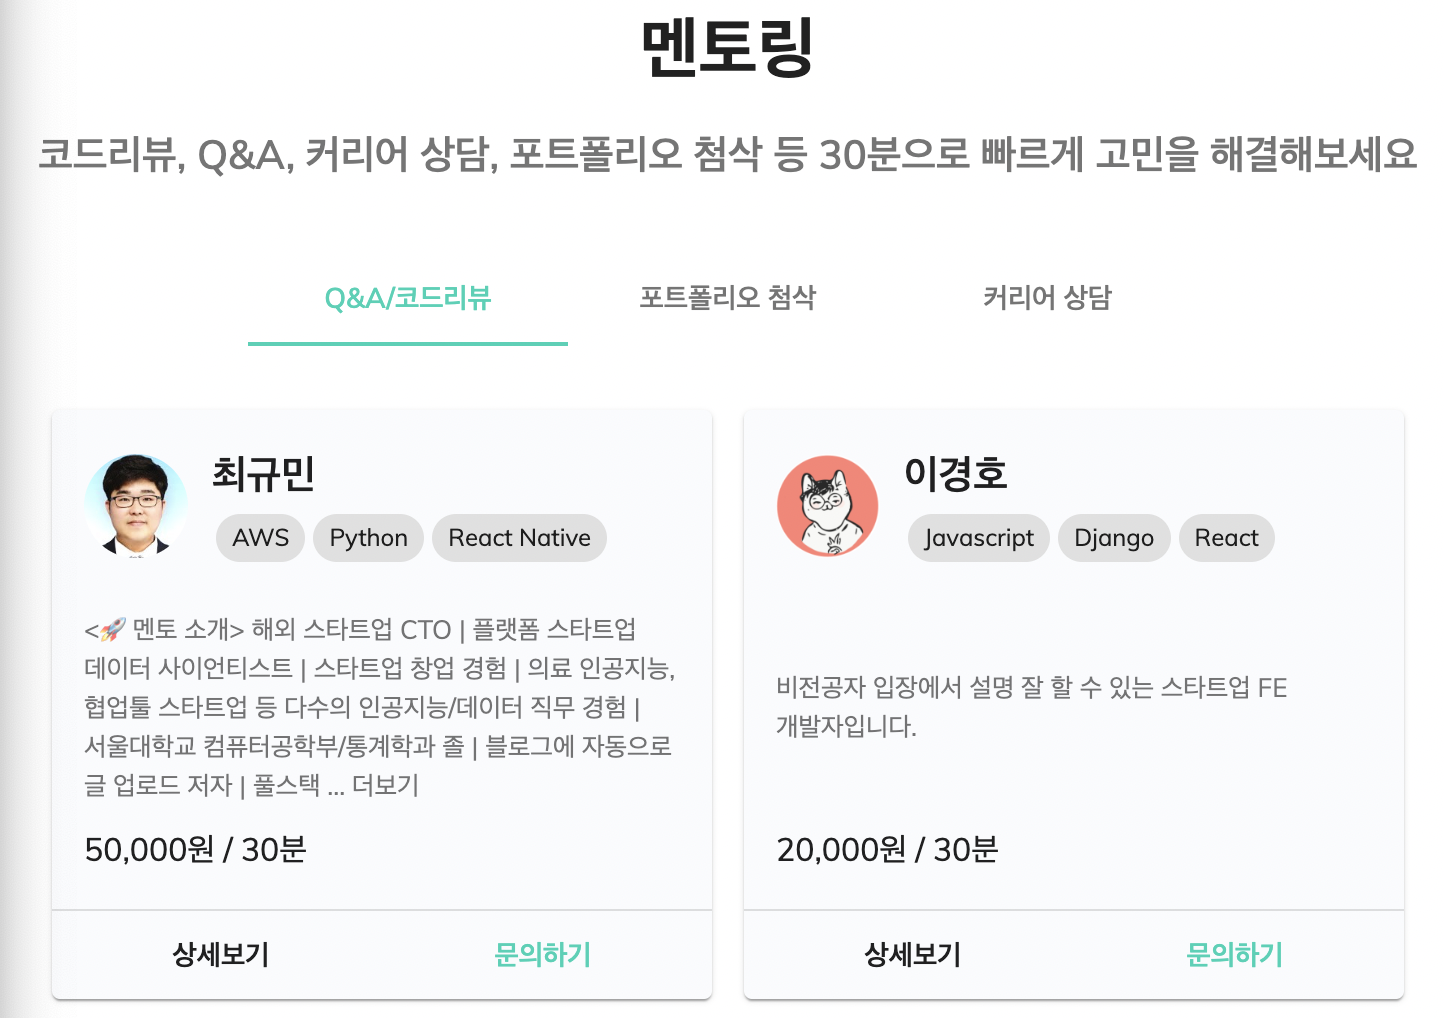 멘토링
코드리뷰, Q&A, 커리어 상담, 포트폴리오 첨삭 등 30분으로 빠르게 고민을 해결해보세요
Q&A/코드리뷰 포트폴리오 첨삭 커리어 상담
최규민
AWS Python React Native
<🚀 멘토 소개> 해외 스타트업 CTO | 플랫폼 스타트업
데이터 사이언티스트 | 스타트업 창업 경험 | 의료 인공지능,
협업툴 스타트업 등 다수의 인공지능/데이터 직무 경험 |
서울대학교 컴퓨터공학부/통계학과 졸 | 블로그에 자동으로
글 업로드 저자 | 풀스택 ... 더보기
50,000원 / 30분
상세보기 문의하기
이경호
Javascript Django React
비전공자 입장에서 설명 잘 할 수 있는 스타트업 FE
개발자입니다.
20,000원 / 30분
상세보기 문의하기